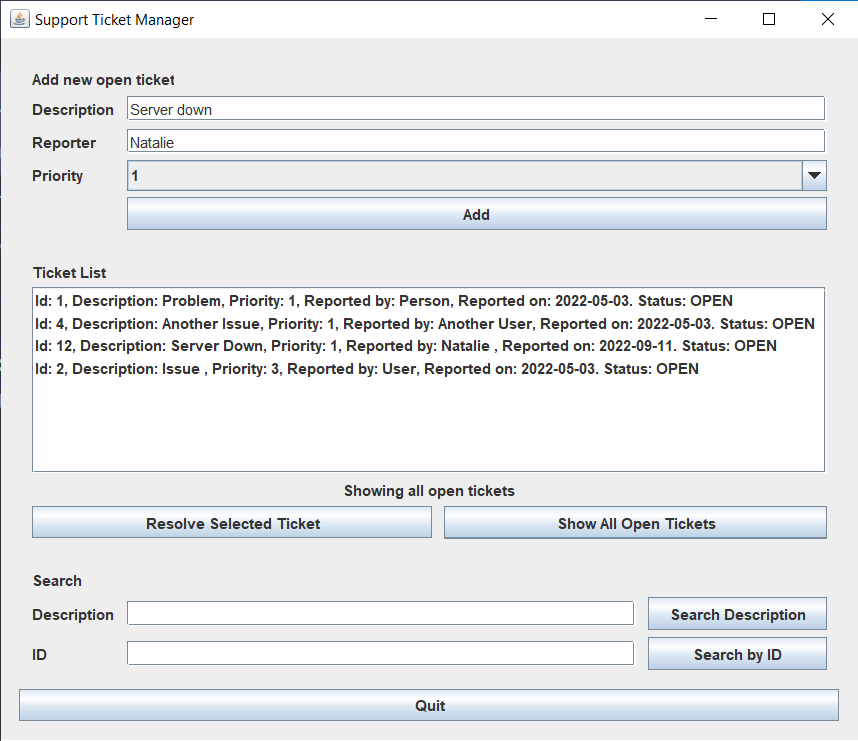 Support Ticket Manager
Add new open ticket
Description Server down
Reporter Natalie
Priority 1
Add
Ticket List
Id: 1, Description: Problem, Priority: 1, Reported by: Person, Reported on: 2022-05-03. Status: OPEN
Id: 4, Description: Another Issue, Priority: 1, Reported by: Another User, Reported on: 2022-05-03. Status: OPEN
Id: 12, Description: Server Down, Priority: 1, Reported by: Natalie , Reported on: 2022-09-11. Status: OPEN
Id: 2, Description: Issue , Priority: 3, Reported by: User, Reported on: 2022-05-03. Status: OPEN
Showing all open tickets
Resolve Selected Ticket Show All Open Tickets
Search
Description Search Description
ID Search by ID
Quit